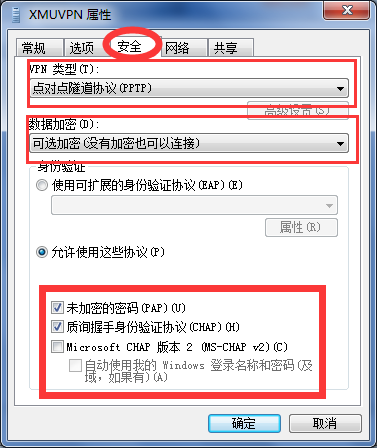 XMUVPN 属性
常规 选项 安全 网络 共享
VPN 类型(T):
点对点隧道协议(PPTP)
高级设置(S)
数据加密(D):
可选加密(没有加密也可以连接)
身份验证
使用可扩展的身份验证协议(EAP)(E)
属性(R)
允许使用这些协议(P)
未加密的密码(PAP)(U)
质询握手身份验证协议(CHAP)(H)
Microsoft CHAP 版本 2 (MS-CHAP v2)(C)
自动使用我的 Windows 登录名称和密码(及
域，如果有)(A)
确定 取消